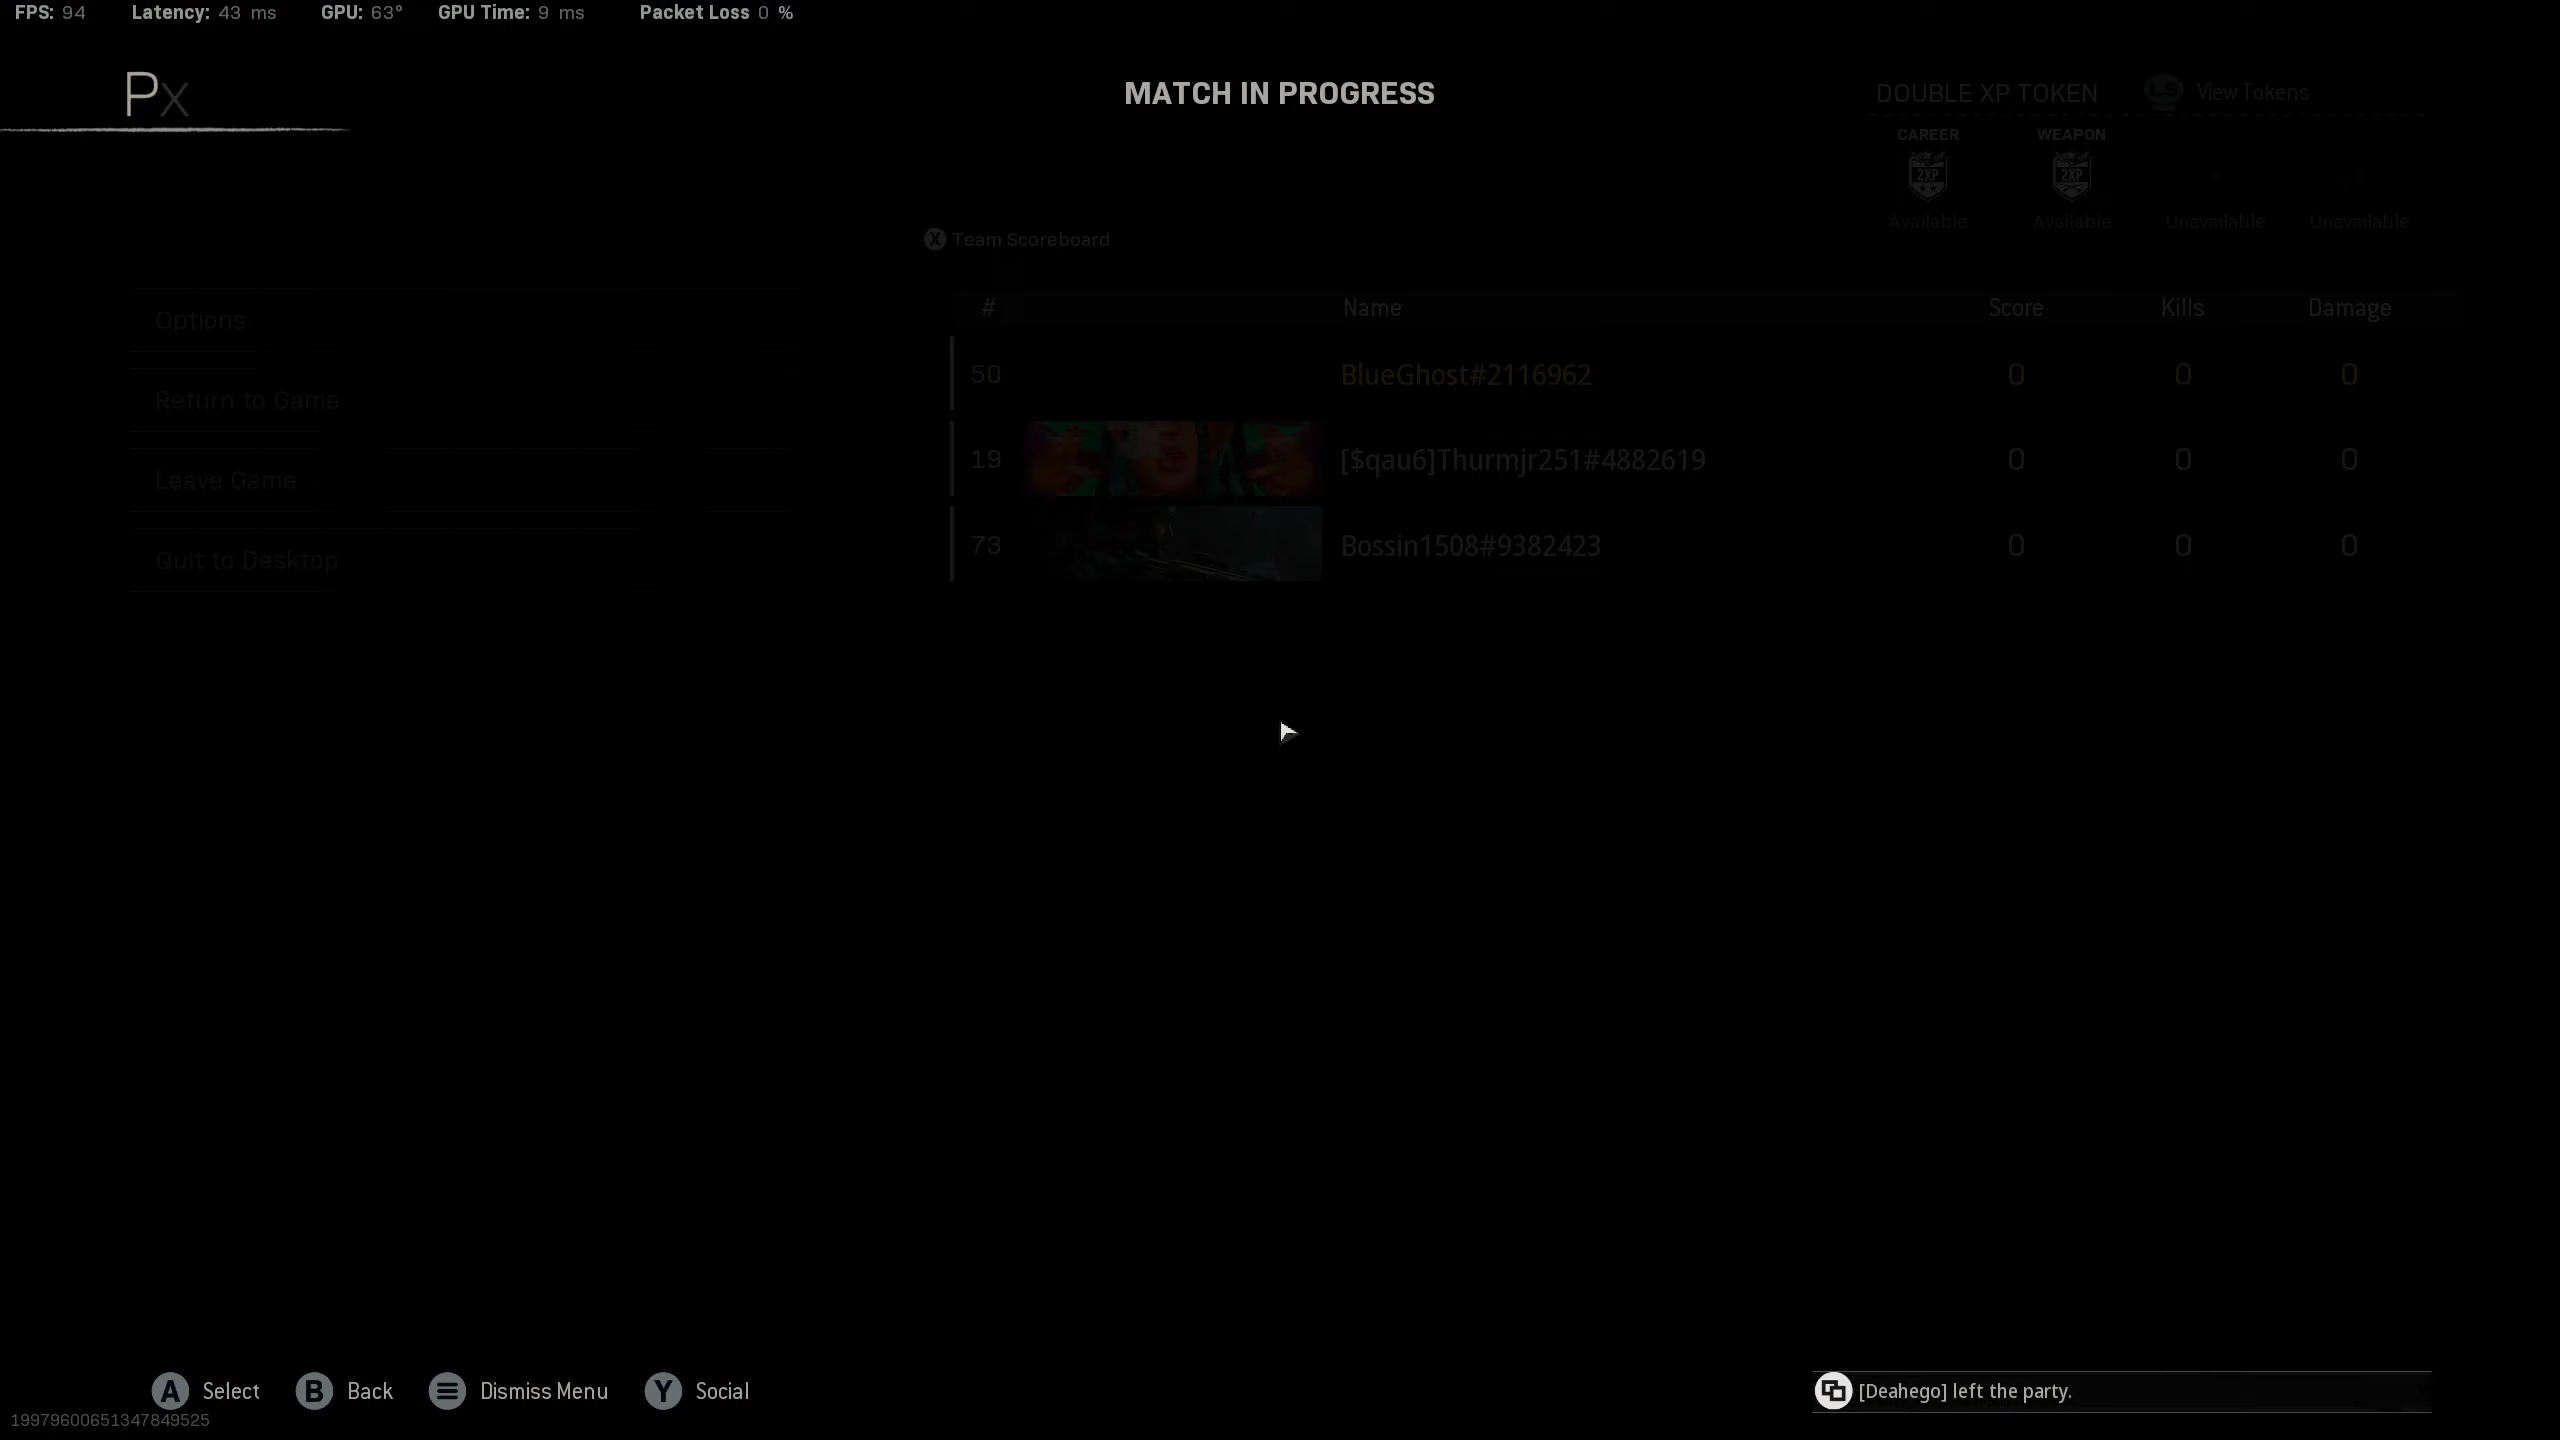 FPS: 94 Latency: 43 ms GPU: 63° GPU Time: 9 ms Packet Loss 0 %
Px
MATCH IN PROGRESS
DOUBLE XP TOKEN LS View Tokens
CAREER WEAPON
2XP 2XP
Available Available Unavailable Unavailable
X Team Scoreboard
Options
Return to Game
Leave Game
Quit to Desktop
# Name Score Kills Damage
50 BlueGhost#2116962 0 0 0
19 [$qau6]Thurmjr251#4882619 0 0 0
73 Bossin1508#9382423 0 0 0
A Select B Back Dismiss Menu Y Social
[Deahego] left the party.
19979600651347849525